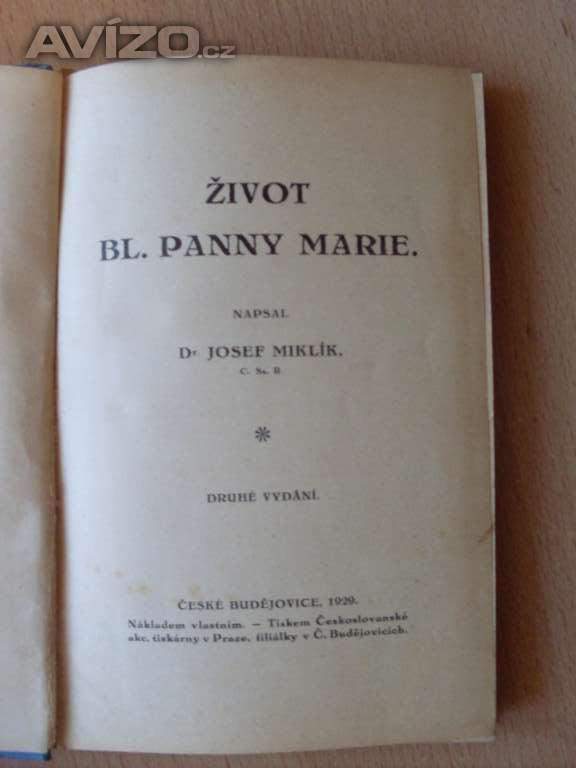 AVÍZO.cz
ŽIVOT
BL. PANNY MARIE.
NAPSAL
Dr JOSEF MIKLÍK.
C. Ss. R.
DRUHÉ VYDÁNÍ.
ČESKÉ BUDĚJOVICE, 1929.
Nákladem vlastním. — Tiskem Československé
akc. tiskárny v Praze, filiálky v Č. Budějovicích.